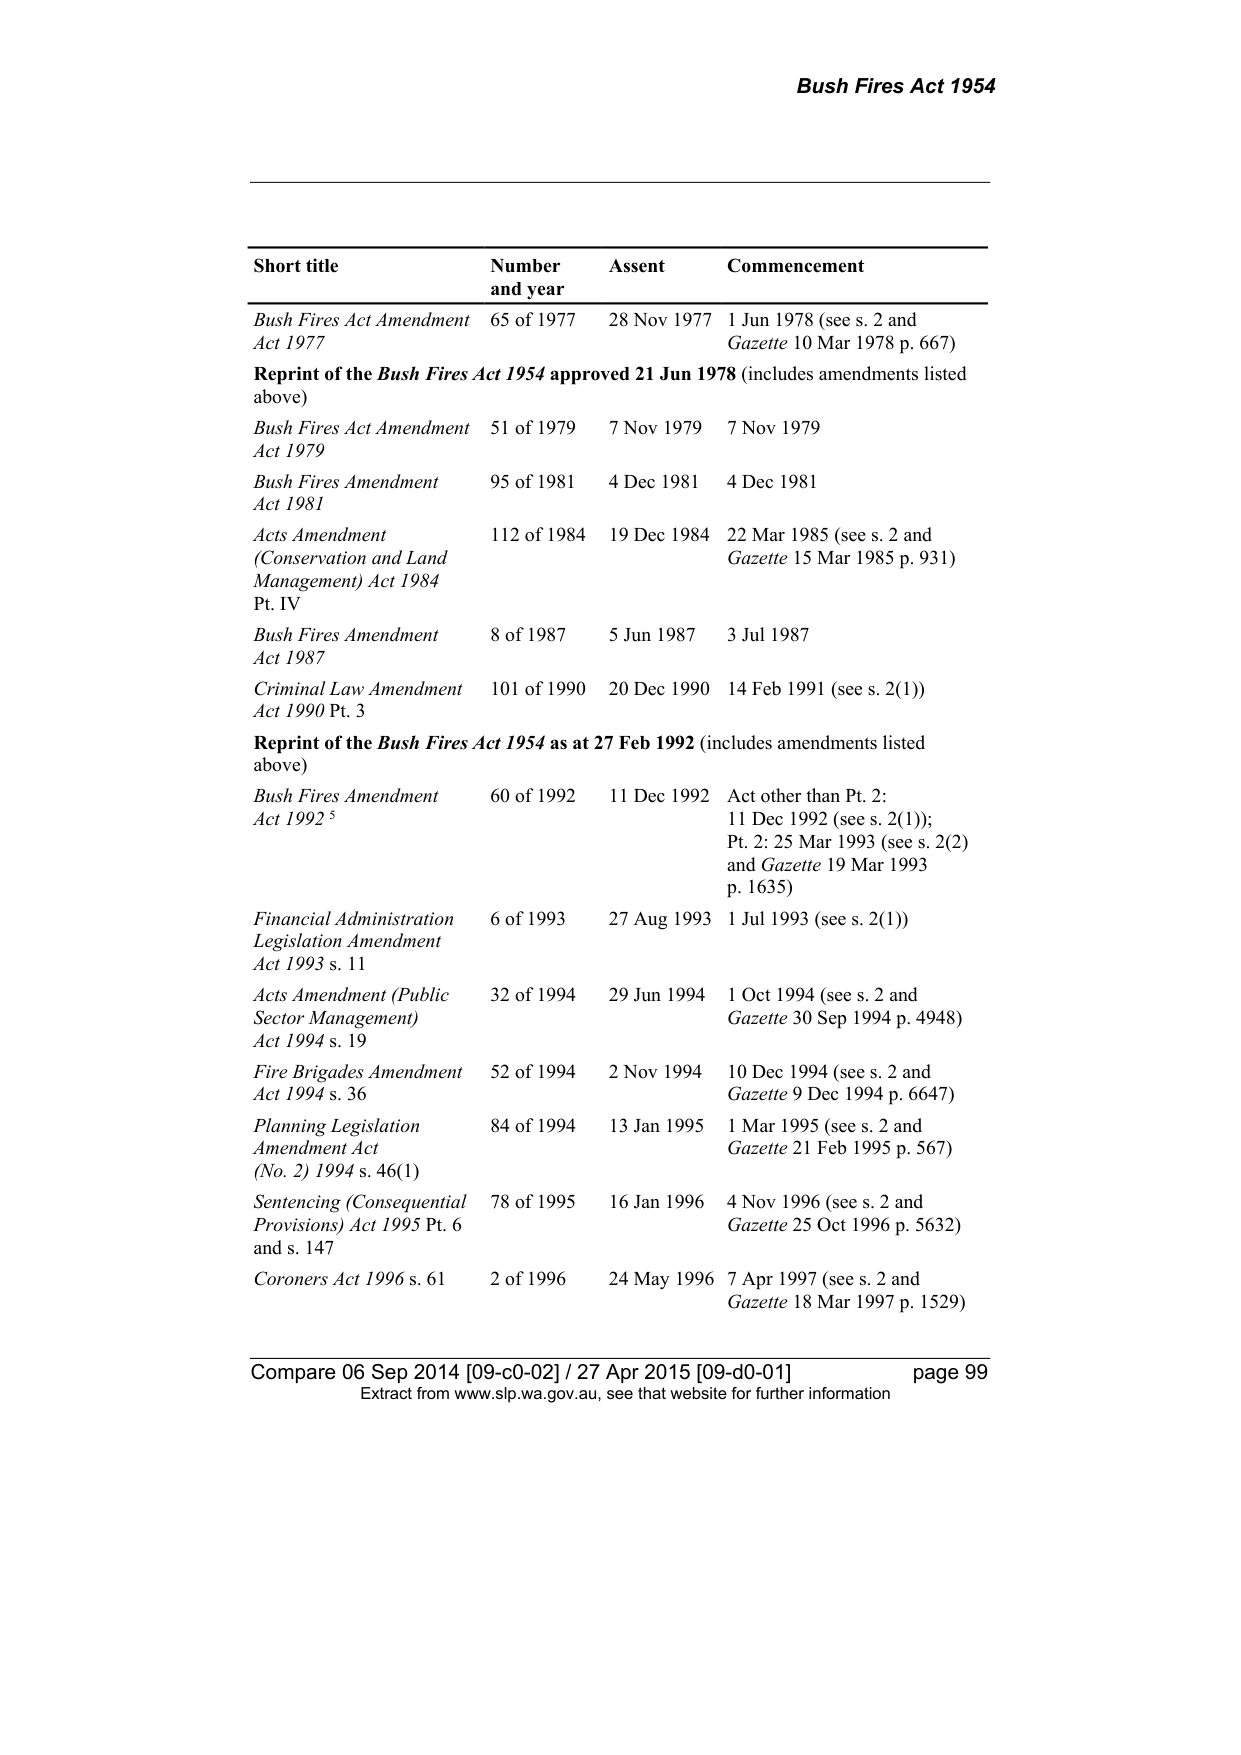 Bush Fires Act 1954
Short title Number Assent Commencement
and year
Bush Fires Act Amendment 65 of 1977 28 Nov 1977 1 Jun 1978 (see s. 2 and
Act 1977 Gazette 10 Mar 1978 p. 667)
Reprint of the Bush Fires Act 1954 approved 21 Jun 1978 (includes amendments listed
above)
Bush Fires Act Amendment 51 of 1979 7 Nov 1979 7 Nov 1979
Act 1979
Bush Fires Amendment 95 of 1981 4 Dec 1981 4 Dec 1981
Act 1981
Acts Amendment 112 of 1984 19 Dec 1984 22 Mar 1985 (see s. 2 and
(Conservation and Land Gazette 15 Mar 1985 p. 931)
Management) Act 1984
Pt. IV
Bush Fires Amendment 8 of 1987 5 Jun 1987 3 Jul 1987
Act 1987
Criminal Law Amendment 101 of 1990 20 Dec 1990 14 Feb 1991 (see s. 2(1))
Act 1990 Pt. 3
Reprint of the Bush Fires Act 1954 as at 27 Feb 1992 (includes amendments listed
above)
Bush Fires Amendment 60 of 1992 11 Dec 1992 Act other than Pt. 2:
Act 1992 5 11 Dec 1992 (see s. 2(1));
Pt. 2: 25 Mar 1993 (see s. 2(2)
and Gazette 19 Mar 1993
p. 1635)
Financial Administration 6 of 1993 27 Aug 1993 1 Jul 1993 (see s. 2(1))
Legislation Amendment
Act 1993 s. 11
Acts Amendment (Public 32 of 1994 29 Jun 1994 1 Oct 1994 (see s. 2 and
Sector Management) Gazette 30 Sep 1994 p. 4948)
Act 1994 s. 19
Fire Brigades Amendment 52 of 1994 2 Nov 1994 10 Dec 1994 (see s. 2 and
Act 1994 s. 36 Gazette 9 Dec 1994 p. 6647)
Planning Legislation 84 of 1994 13 Jan 1995 1 Mar 1995 (see s. 2 and
Amendment Act Gazette 21 Feb 1995 p. 567)
(No. 2) 1994 s. 46(1)
Sentencing (Consequential 78 of 1995 16 Jan 1996 4 Nov 1996 (see s. 2 and
Provisions) Act 1995 Pt. 6 Gazette 25 Oct 1996 p. 5632)
and s. 147
Coroners Act 1996 s. 61 2 of 1996 24 May 1996 7 Apr 1997 (see s. 2 and
Gazette 18 Mar 1997 p. 1529)
Compare 06 Sep 2014 [09-c0-02] / 27 Apr 2015 [09-d0-01] page 99
Extract from www.slp.wa.gov.au, see that website for further information